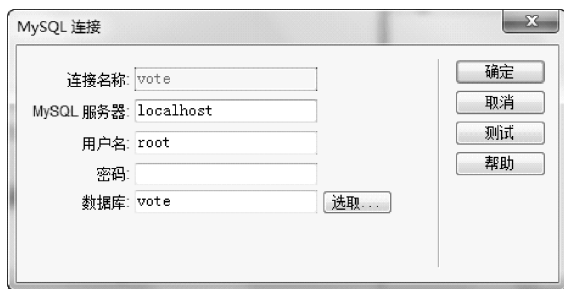 MySQL 连接
连接名称: vote
MySQL 服务器: localhost
用户名: root
密码:
数据库: vote
选取...
确定
取消
测试
帮助